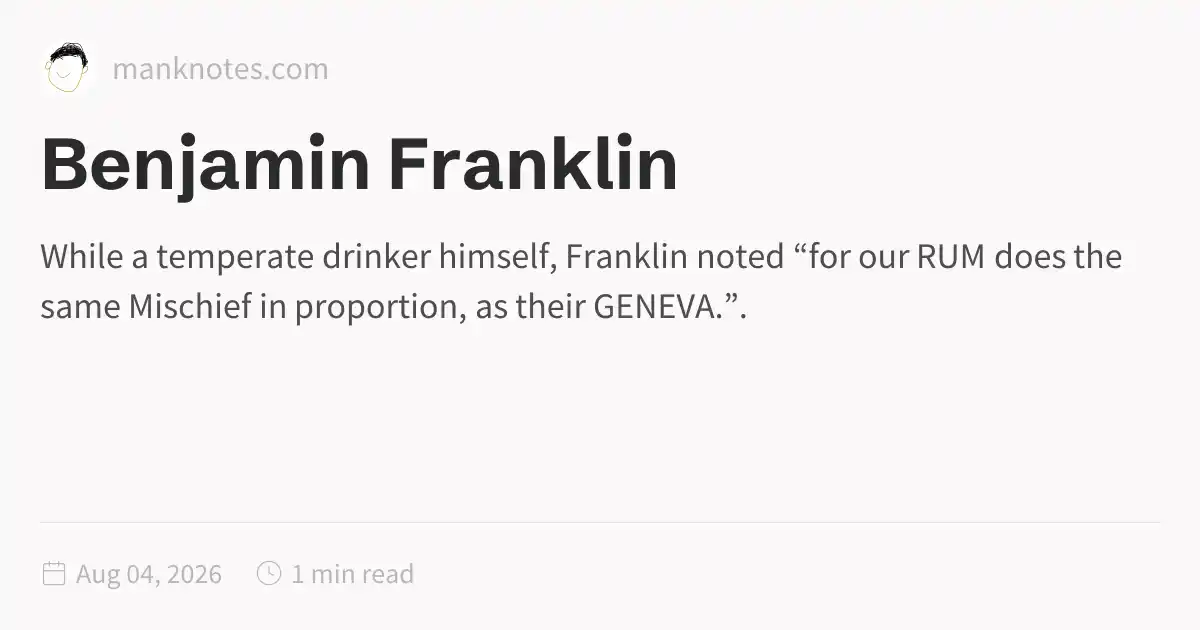 manknotes.com
Benjamin Franklin
While a temperate drinker himself, Franklin noted “for our RUM does the
same Mischief in proportion, as their GENEVA.”.
Aug 04, 2026
1 min read